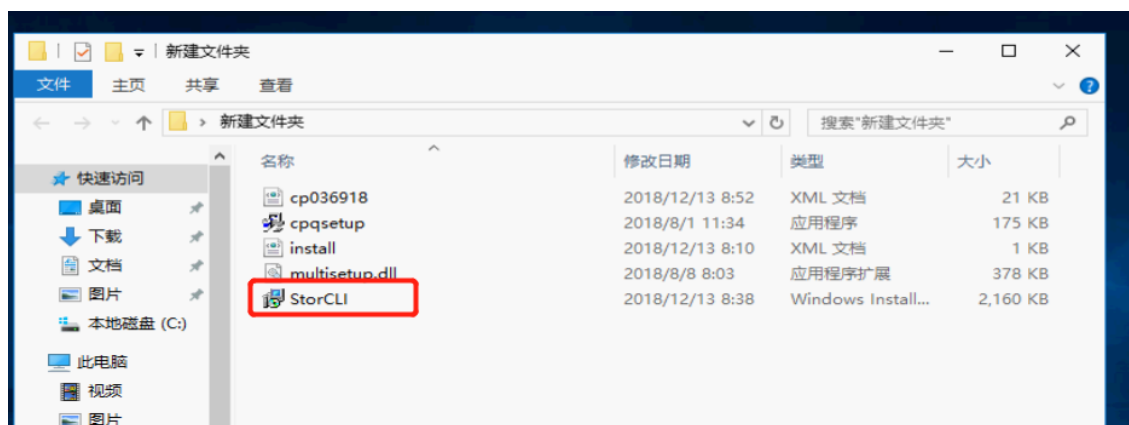 新建文件夹
文件 主页 共享 查看
新建文件夹 搜索"新建文件夹"
名称 修改日期 类型 大小
快速访问
桌面
下载
文档
图片
本地磁盘 (C:)
此电脑
视频
图片
cp036918 2018/12/13 8:52 XML 文档 21 KB
cpqsetup 2018/8/1 11:34 应用程序 175 KB
install 2018/12/13 8:10 XML 文档 1 KB
multisetup.dll 2018/8/8 8:03 应用程序扩展 378 KB
StorCLI 2018/12/13 8:38 Windows Install... 2,160 KB